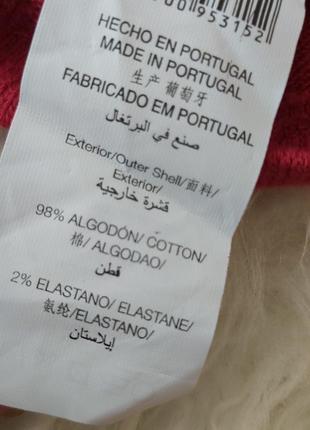 00953152
HECHO EN PORTUGAL
MADE IN PORTUGAL
生产 葡萄牙
FABRICADO EM PORTUGAL
صنع في البرتغال
Exterior/Outer Shell/面料/
Exterior/
قشرة خارجية
98% ALGODÓN/ COTTON/
棉/ ALGODAO/
قطن
2% ELASTANO/ ELASTANE/
氨纶/ELASTANO/
إيلاستان